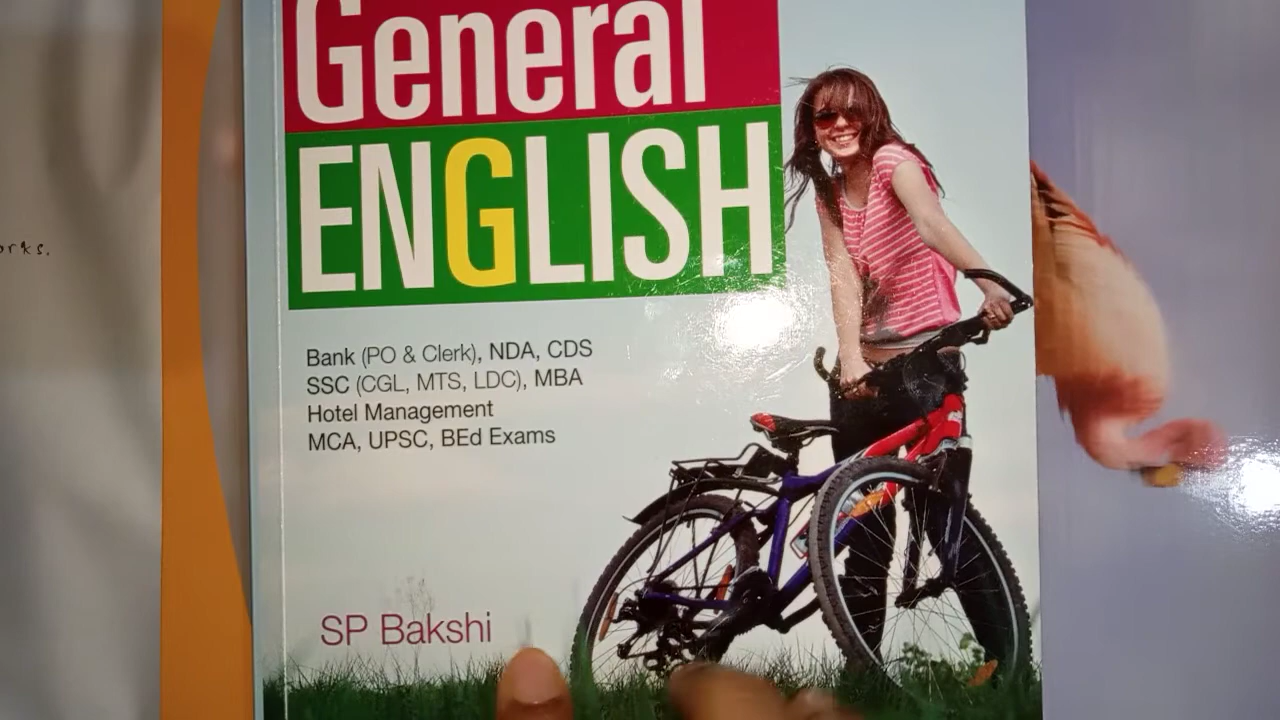 General
ENGLISH
Bank (PO & Clerk), NDA, CDS
SSC (CGL, MTS, LDC), MBA
Hotel Management
MCA, UPSC, BEd Exams
SP Bakshi